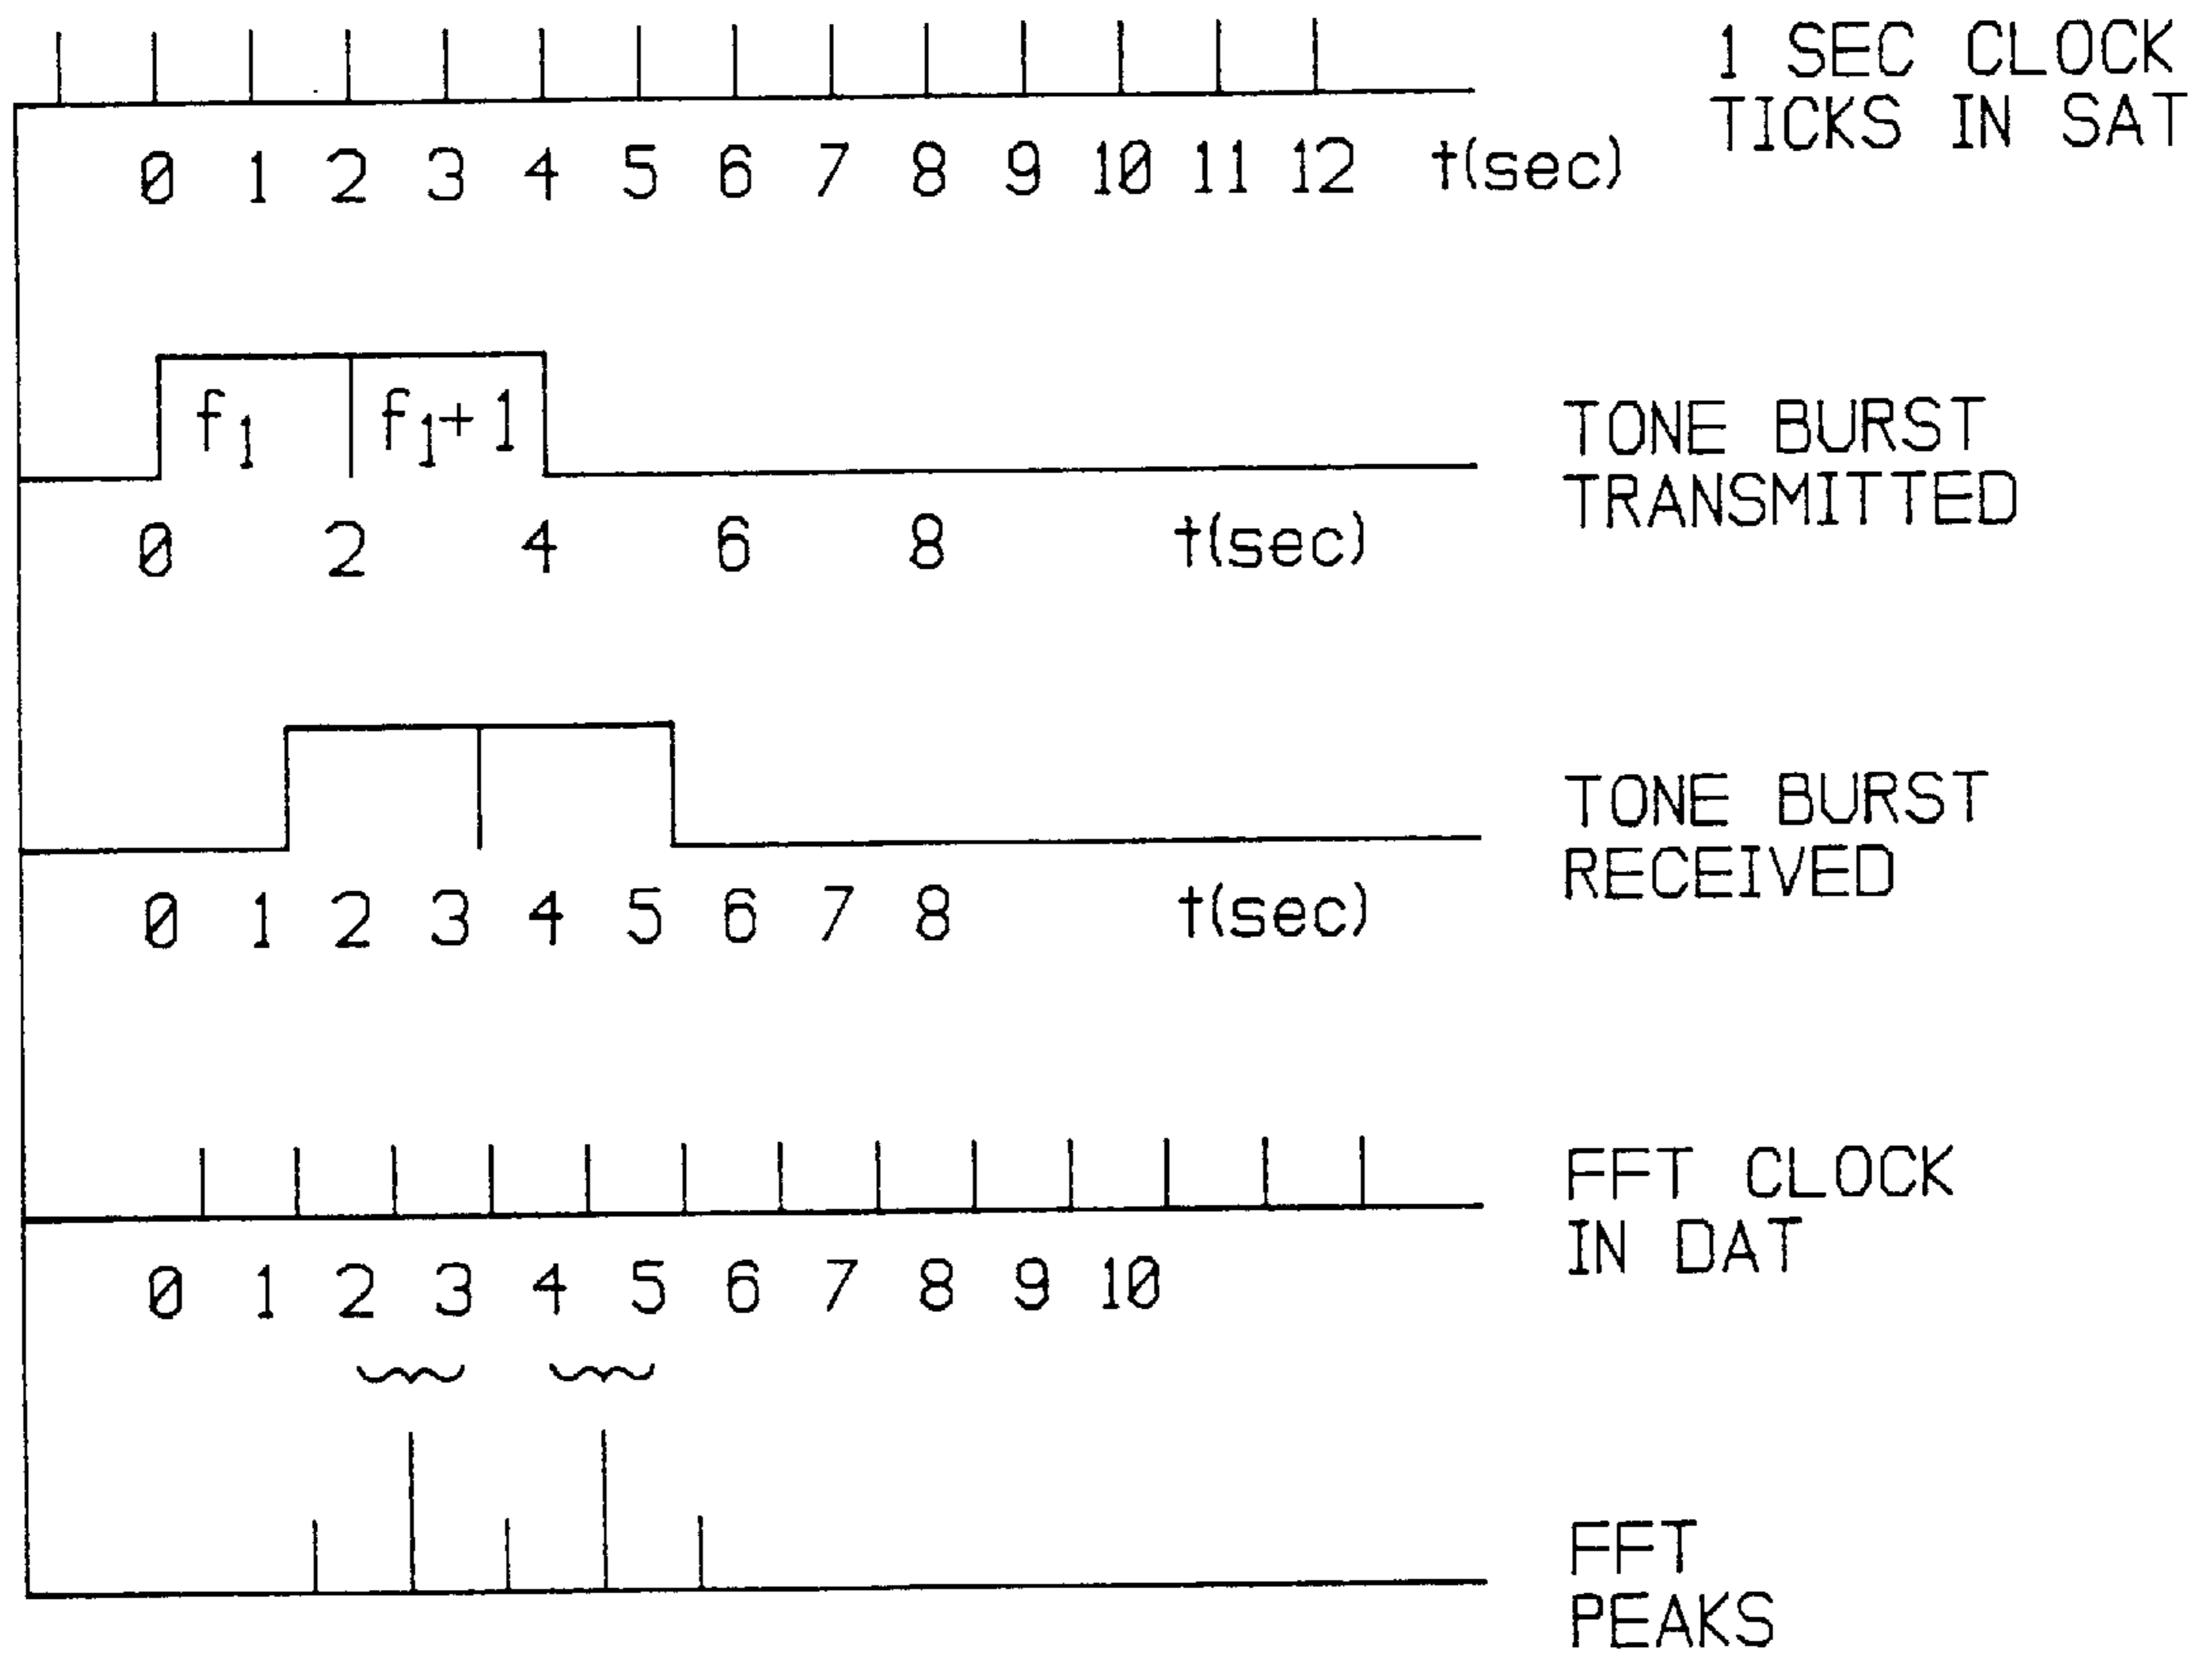 1 SEC CLOCK
TICKS IN SAT
0 1 2 3 4 5 6 7 8 9 10 11 12 t(sec)
f1 f1+1
TONE BURST
TRANSMITTED
0 2 4 6 8 t(sec)
TONE BURST
RECEIVED
0 1 2 3 4 5 6 7 8 t(sec)
FFT CLOCK
IN DAT
0 1 2 3 4 5 6 7 8 9 10
FFT
PEAKS